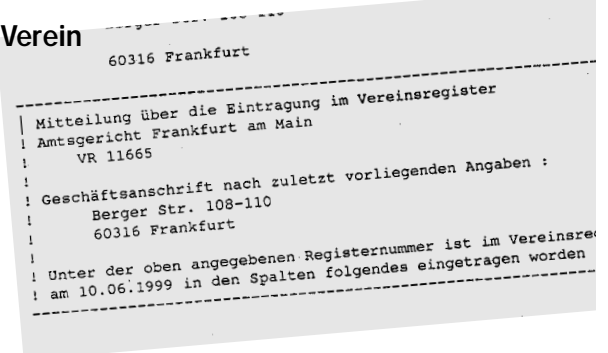 Verein
60316 Frankfurt
Mitteilung über die Eintragung im Vereinsregister
Amtsgericht Frankfurt am Main
VR 11665
Geschäftsanschrift nach zuletzt vorliegenden Angaben :
Berger Str. 108-110
60316 Frankfurt
Unter der oben angegebenen Registernummer ist im Vereinsreg
am 10.06.1999 in den Spalten folgendes eingetragen worden